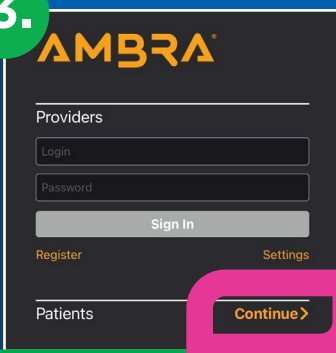 3.
AMBRA®
Providers
Login
Password
Sign In
Register Settings
Patients Continue >